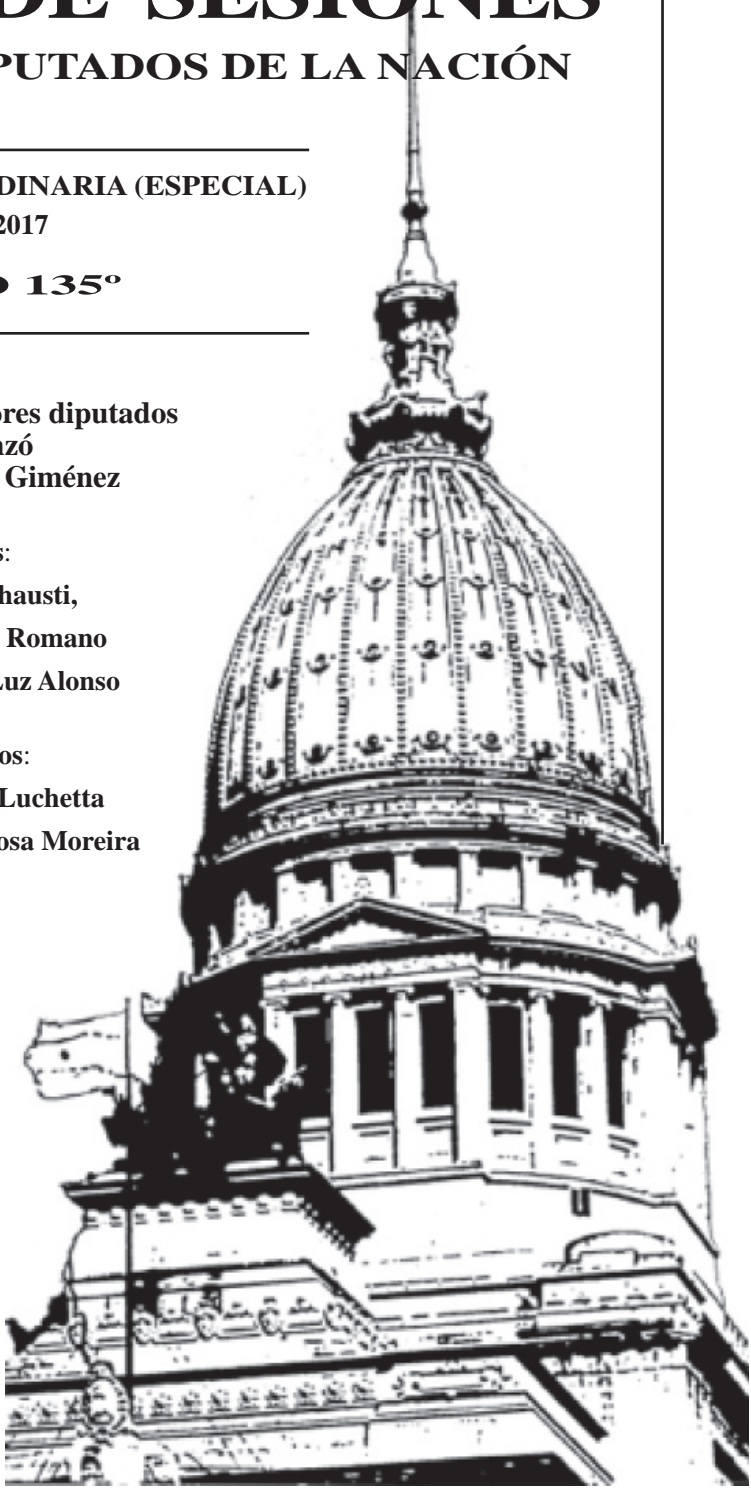 DE SESIONES
PUTADOS DE LA NACIÓN
DINARIA (ESPECIAL)
2017
O 135º
ores diputados
nzó
Giménez
s:
hausti,
Romano
Luz Alonso
os:
Luchetta
osa Moreira